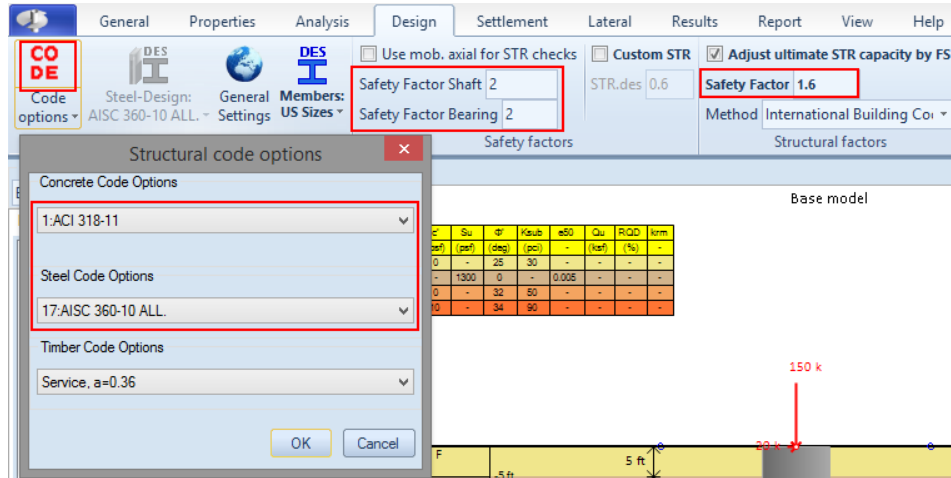 General Properties Analysis Design Settlement Lateral Results Report View Help
CO
DE
Code
options
DES
Steel-Design:
AISC 360-10 ALL.
General
Settings
DES
Members:
US Sizes
Use mob. axial for STR checks
Safety Factor Shaft 2
Safety Factor Bearing 2
Safety factors
Custom STR
STR.des 0.6
Adjust ultimate STR capacity by FS
Safety Factor 1.6
Method International Building
Structural factors
Structural code options
Concrete Code Options
1:ACI 318-11
Steel Code Options
17:AISC 360-10 ALL.
Timber Code Options
Service, a=0.36
OK Cancel
Base model
c' Su Φ' Ksub e50 Qu RQD krm
(psf) (deg) (pci) - (ksf) (%) -
0 - 25 30 - - - -
- 1300 0 - 0.005 - - -
0 - 32 50 - - - -
- 34 90 - - - -
150 k
20 k
F
-5 ft
5 ft
0